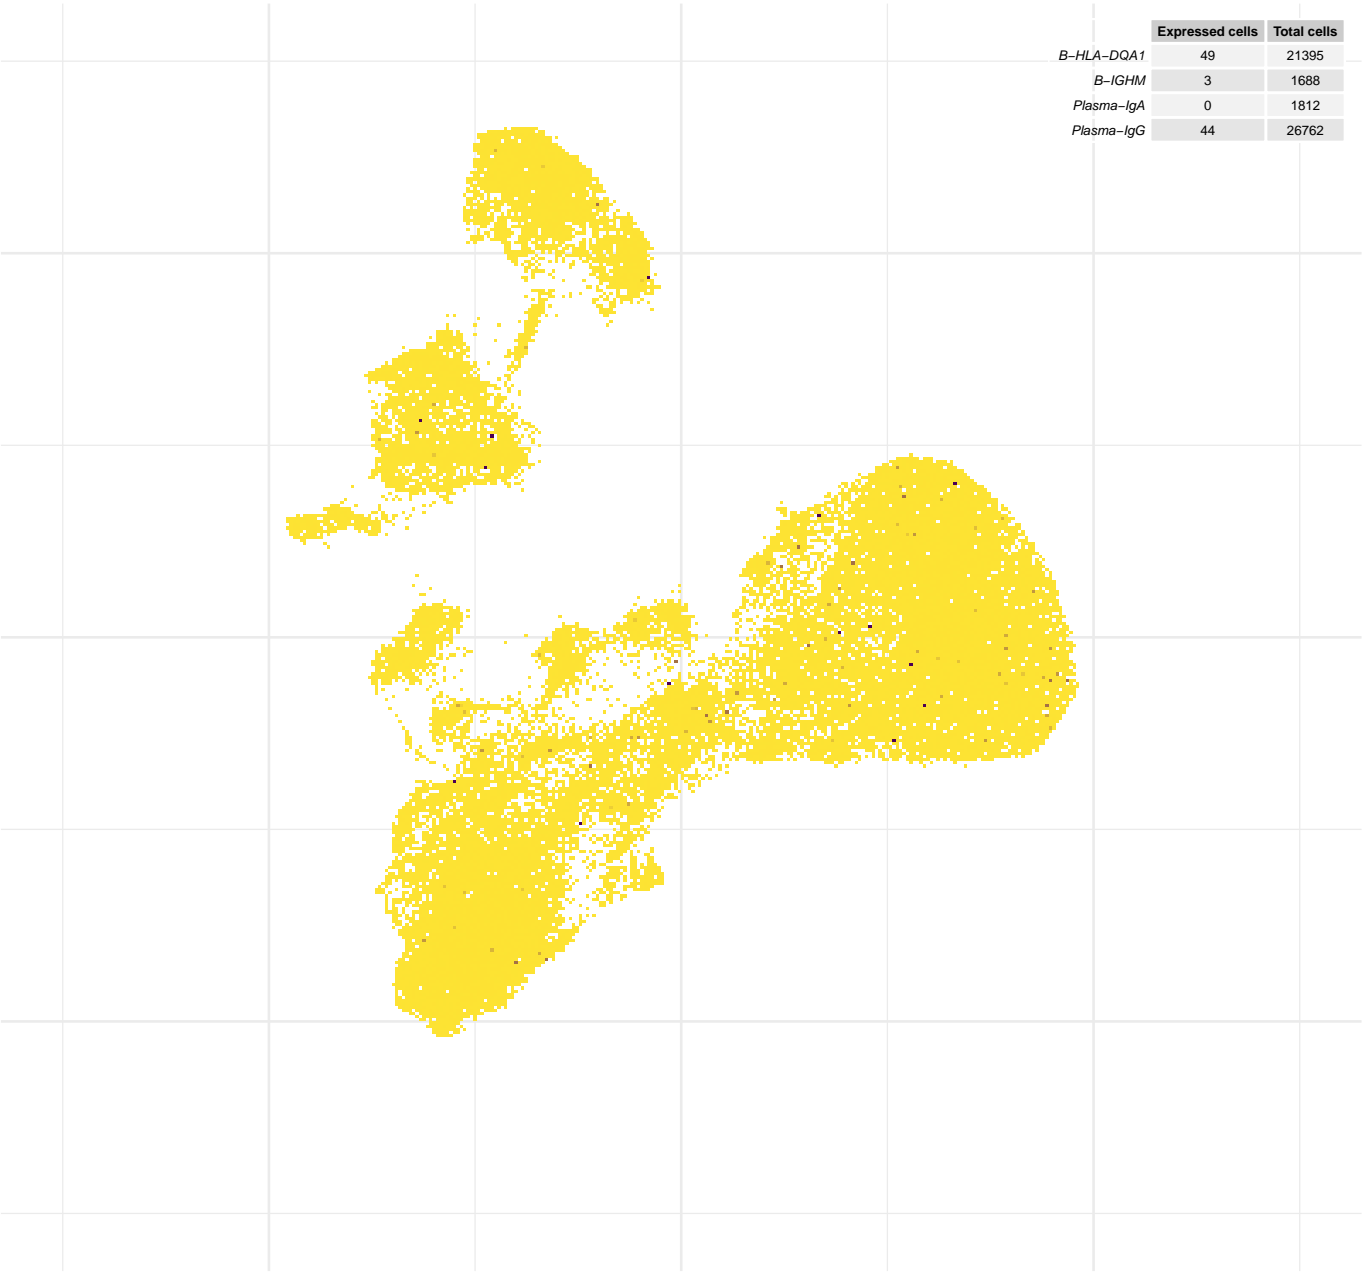 Expressed cells Total cells
B−HLA−DQA1 49 21395
B−IGHM 3 1688
Plasma−IgA 0 1812
Plasma−IgG 44 26762